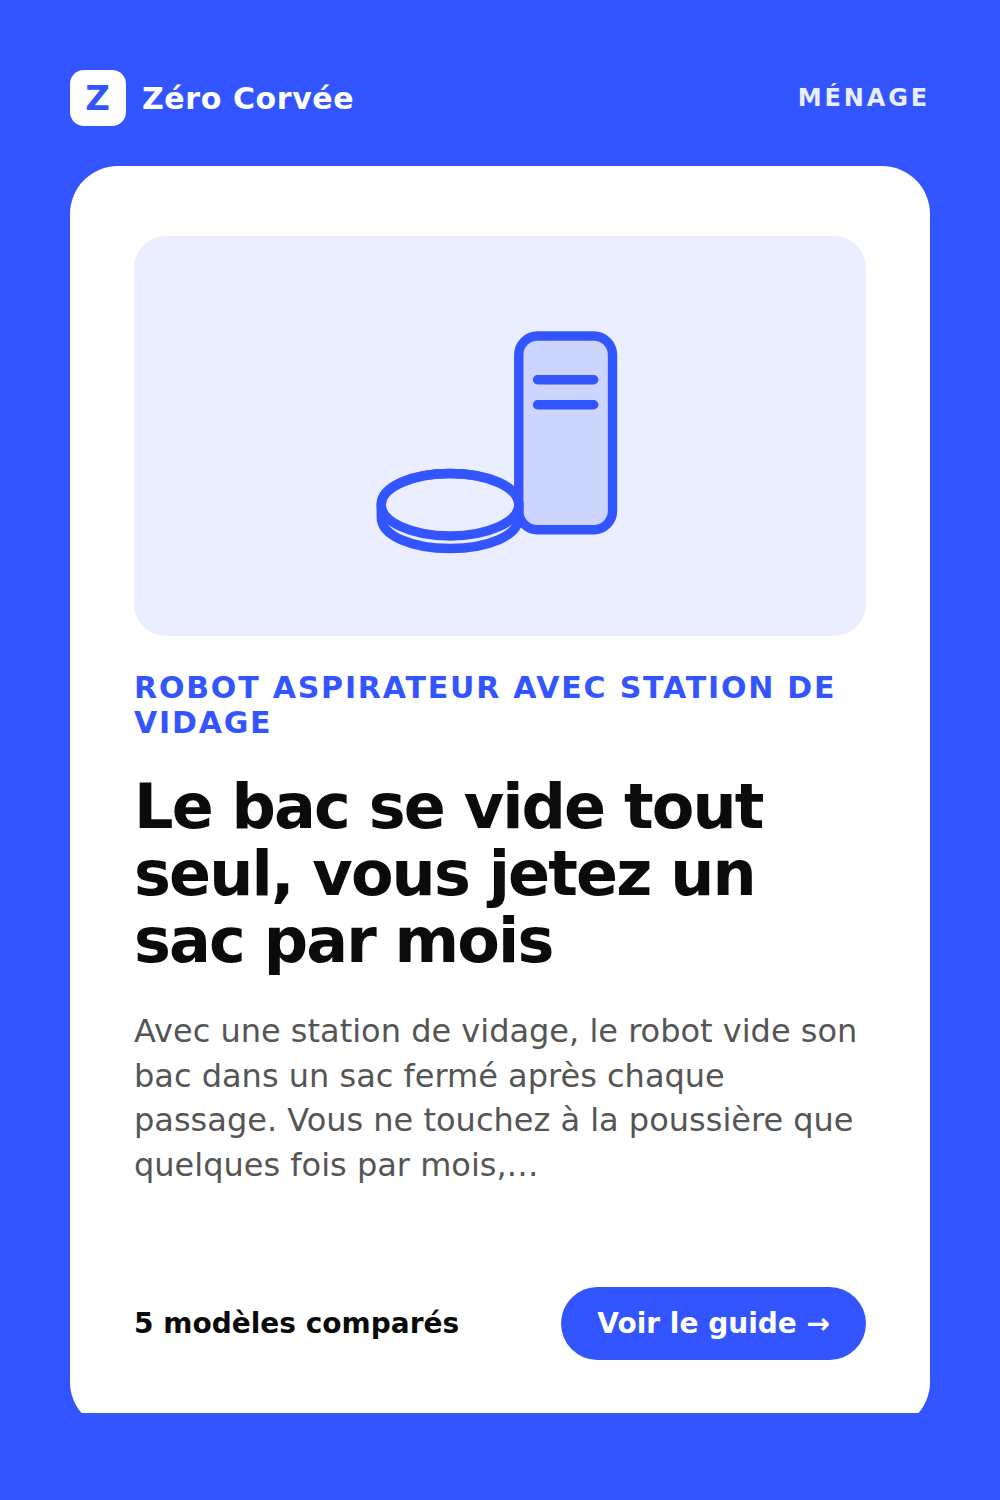 Z Zéro Corvée
MÉNAGE
ROBOT ASPIRATEUR AVEC STATION DE
VIDAGE
Le bac se vide tout
seul, vous jetez un
sac par mois
Avec une station de vidage, le robot vide son
bac dans un sac fermé après chaque
passage. Vous ne touchez à la poussière que
quelques fois par mois,...
5 modèles comparés
Voir le guide →